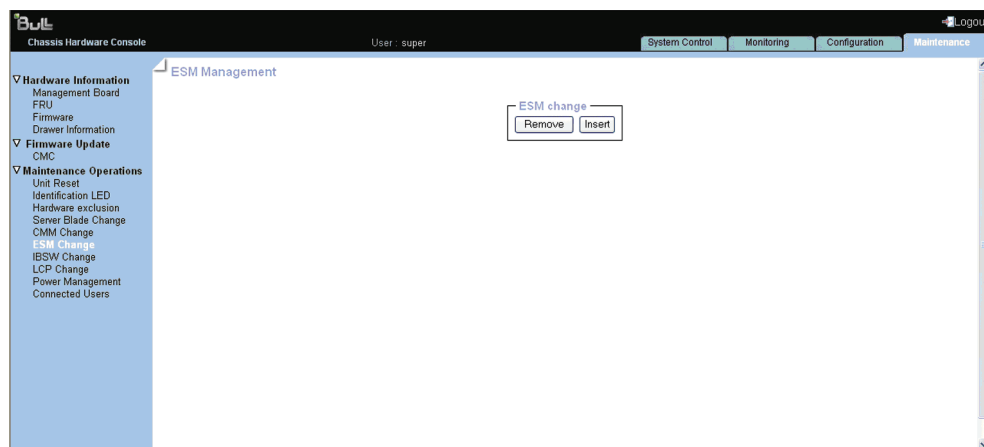 Bull
Logou
Chassis Hardware Console
User : super
System Control
Monitoring
Configuration
Maintenance
Hardware Information
Management Board
FRU
Firmware
Drawer Information
Firmware Update
CMC
Maintenance Operations
Unit Reset
Identification LED
Hardware exclusion
Server Blade Change
CMM Change
ESM Change
IBSW Change
LCP Change
Power Management
Connected Users
ESM Management
ESM change
Remove
Insert